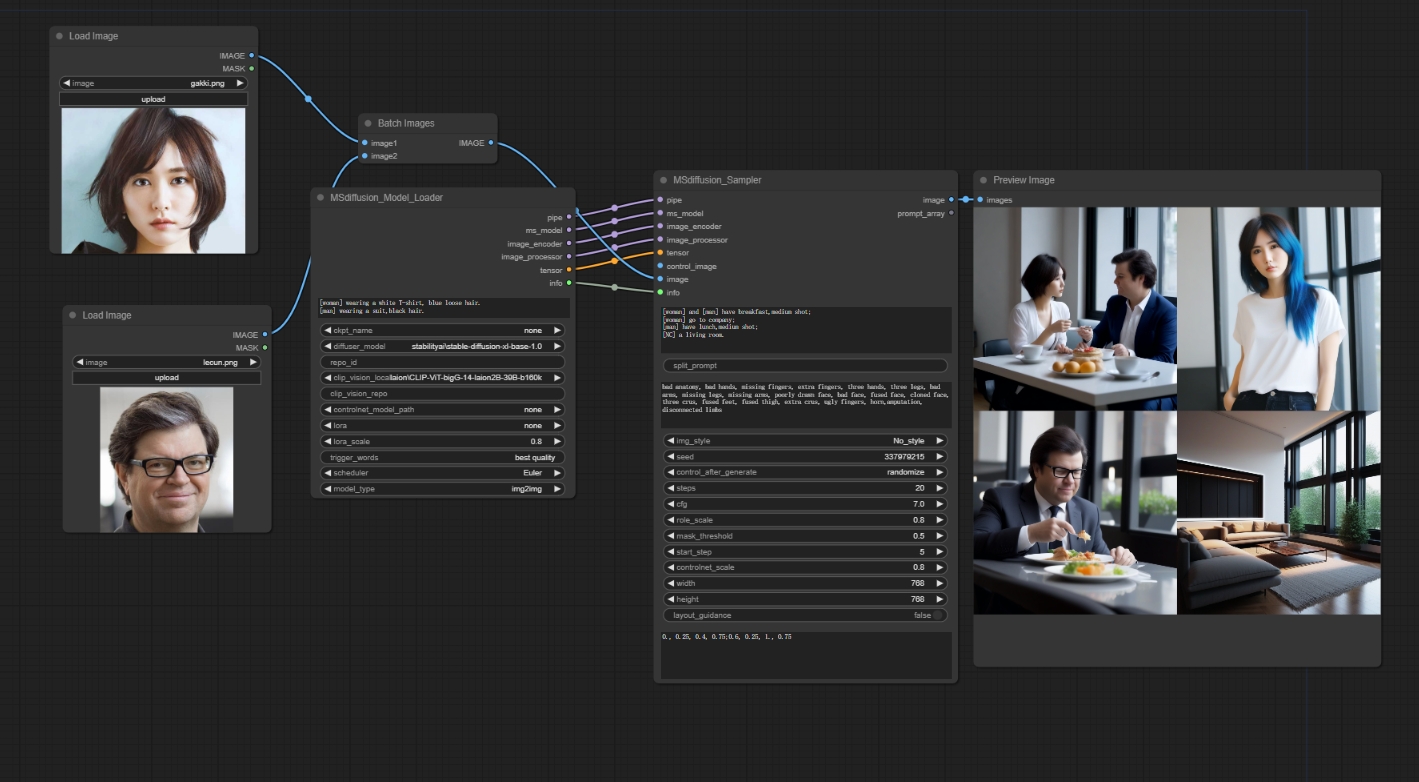 Load Image
IMAGE
MASK
image gakki.png
upload
Load Image
IMAGE
MASK
image lecun.png
upload
Batch Images
image1 IMAGE
image2
MSdiffusion_Model_Loader
pipe
ms_model
image_encoder
image_processor
tensor
info
[woman] wearing a white T-shirt, blue loose hair.
[man] wearing a suit,black hair.
ckpt_name none
diffuser_model stabilityai\stable-diffusion-xl-base-1.0
repo_id
clip_vision_local laion\CLIP-ViT-bigG-14-laion2B-39B-b160k
clip_vision_repo
controlnet_model_path none
lora none
lora_scale 0.8
trigger_words best quality
scheduler Euler
model_type img2img
MSdiffusion_Sampler
pipe image
ms_model prompt_array
image_encoder
image_processor
tensor
control_image
image
info
[woman] and [man] have breakfast,medium shot;
[woman] go to company;
[man] have lunch,medium shot;
[NC] a living room.
split_prompt
bad anatomy, bad hands, missing fingers, extra fingers, three hands, three legs, bad
arms, missing legs, missing arms, poorly drawn face, bad face, fused face, cloned face,
three crus, fused feet, fused thigh, extra crus, ugly fingers, horn,amputation,
disconnected limbs
img_style No_style
seed 337979215
control_after_generate randomize
steps 20
cfg 7.0
role_scale 0.8
mask_threshold 0.5
start_step 5
controlnet_scale 0.8
width 768
height 768
layout_guidance false
0., 0.25, 0.4, 0.75;0.6, 0.25, 1., 0.75
Preview Image
images